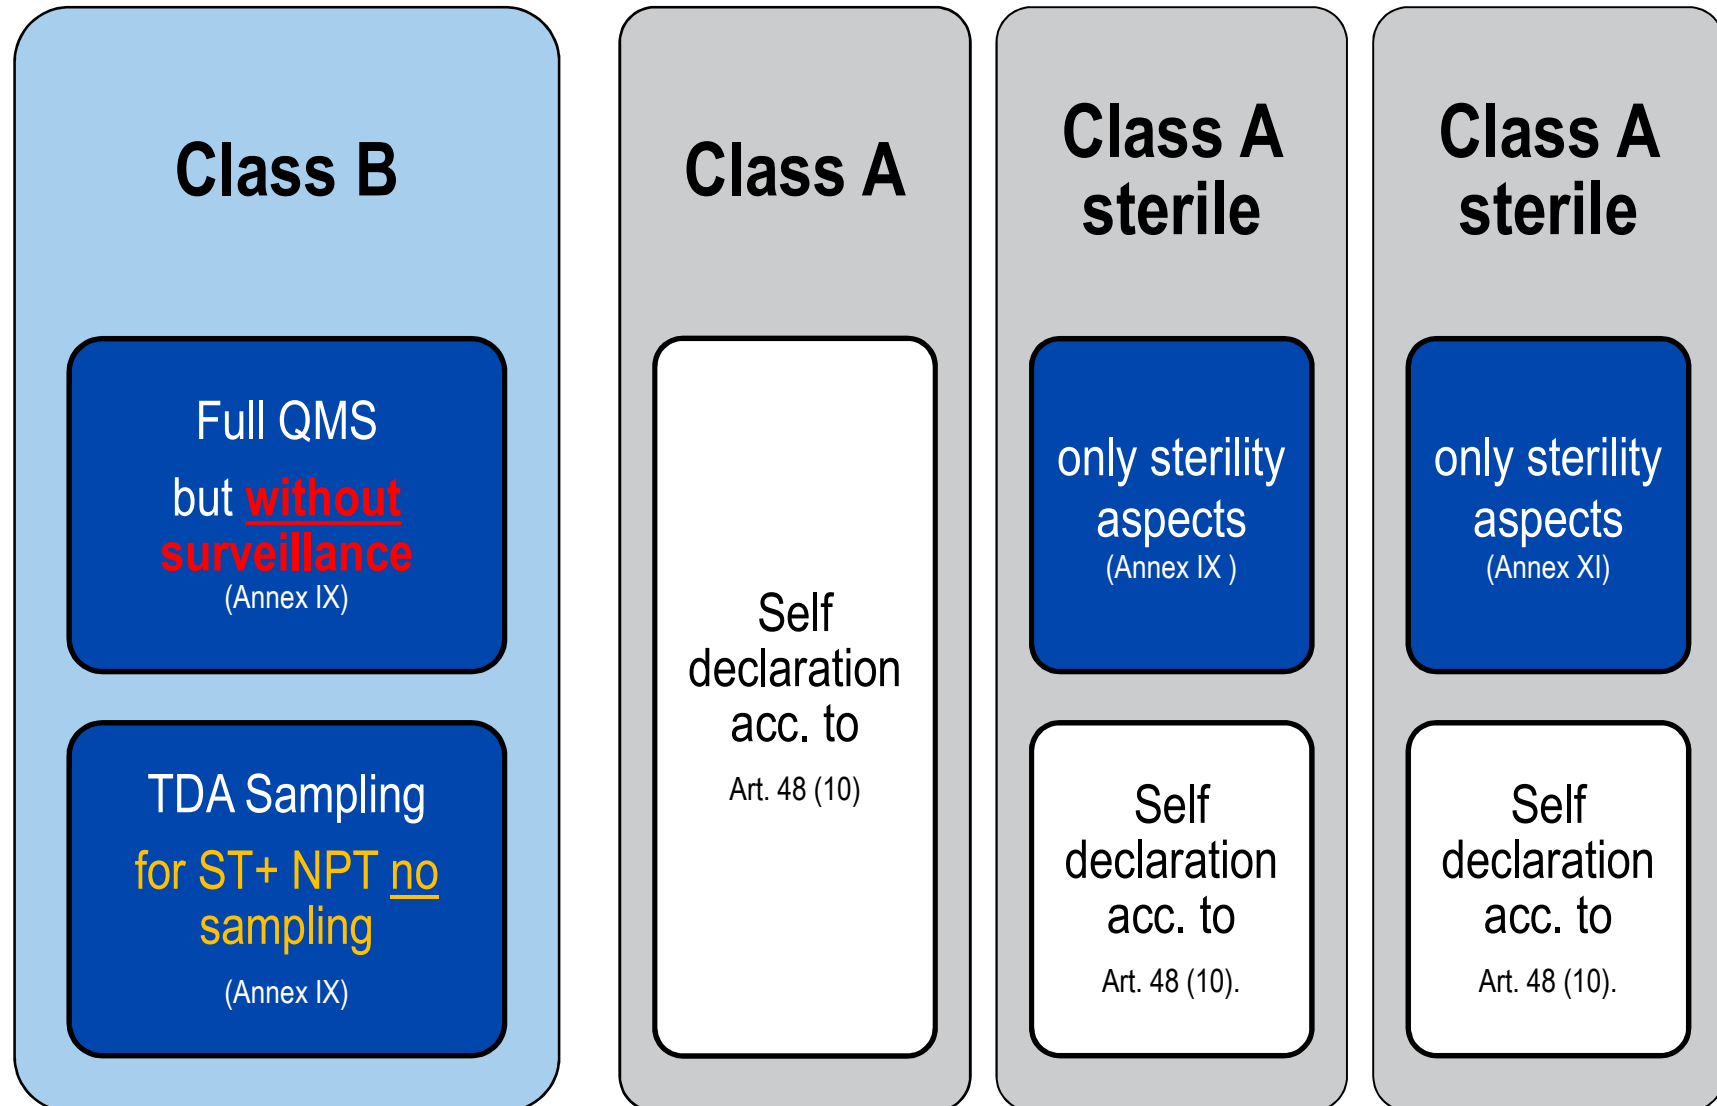 Class B
Full QMS
but without
surveillance
(Annex IX)
TDA Sampling
for ST+ NPT no
sampling
(Annex IX)
Class A
Self
declaration
acc. to
Art. 48 (10)
Class A
sterile
only sterility
aspects
(Annex IX )
Self
declaration
acc. to
Art. 48 (10).
Class A
sterile
only sterility
aspects
(Annex XI)
Self
declaration
acc. to
Art. 48 (10).